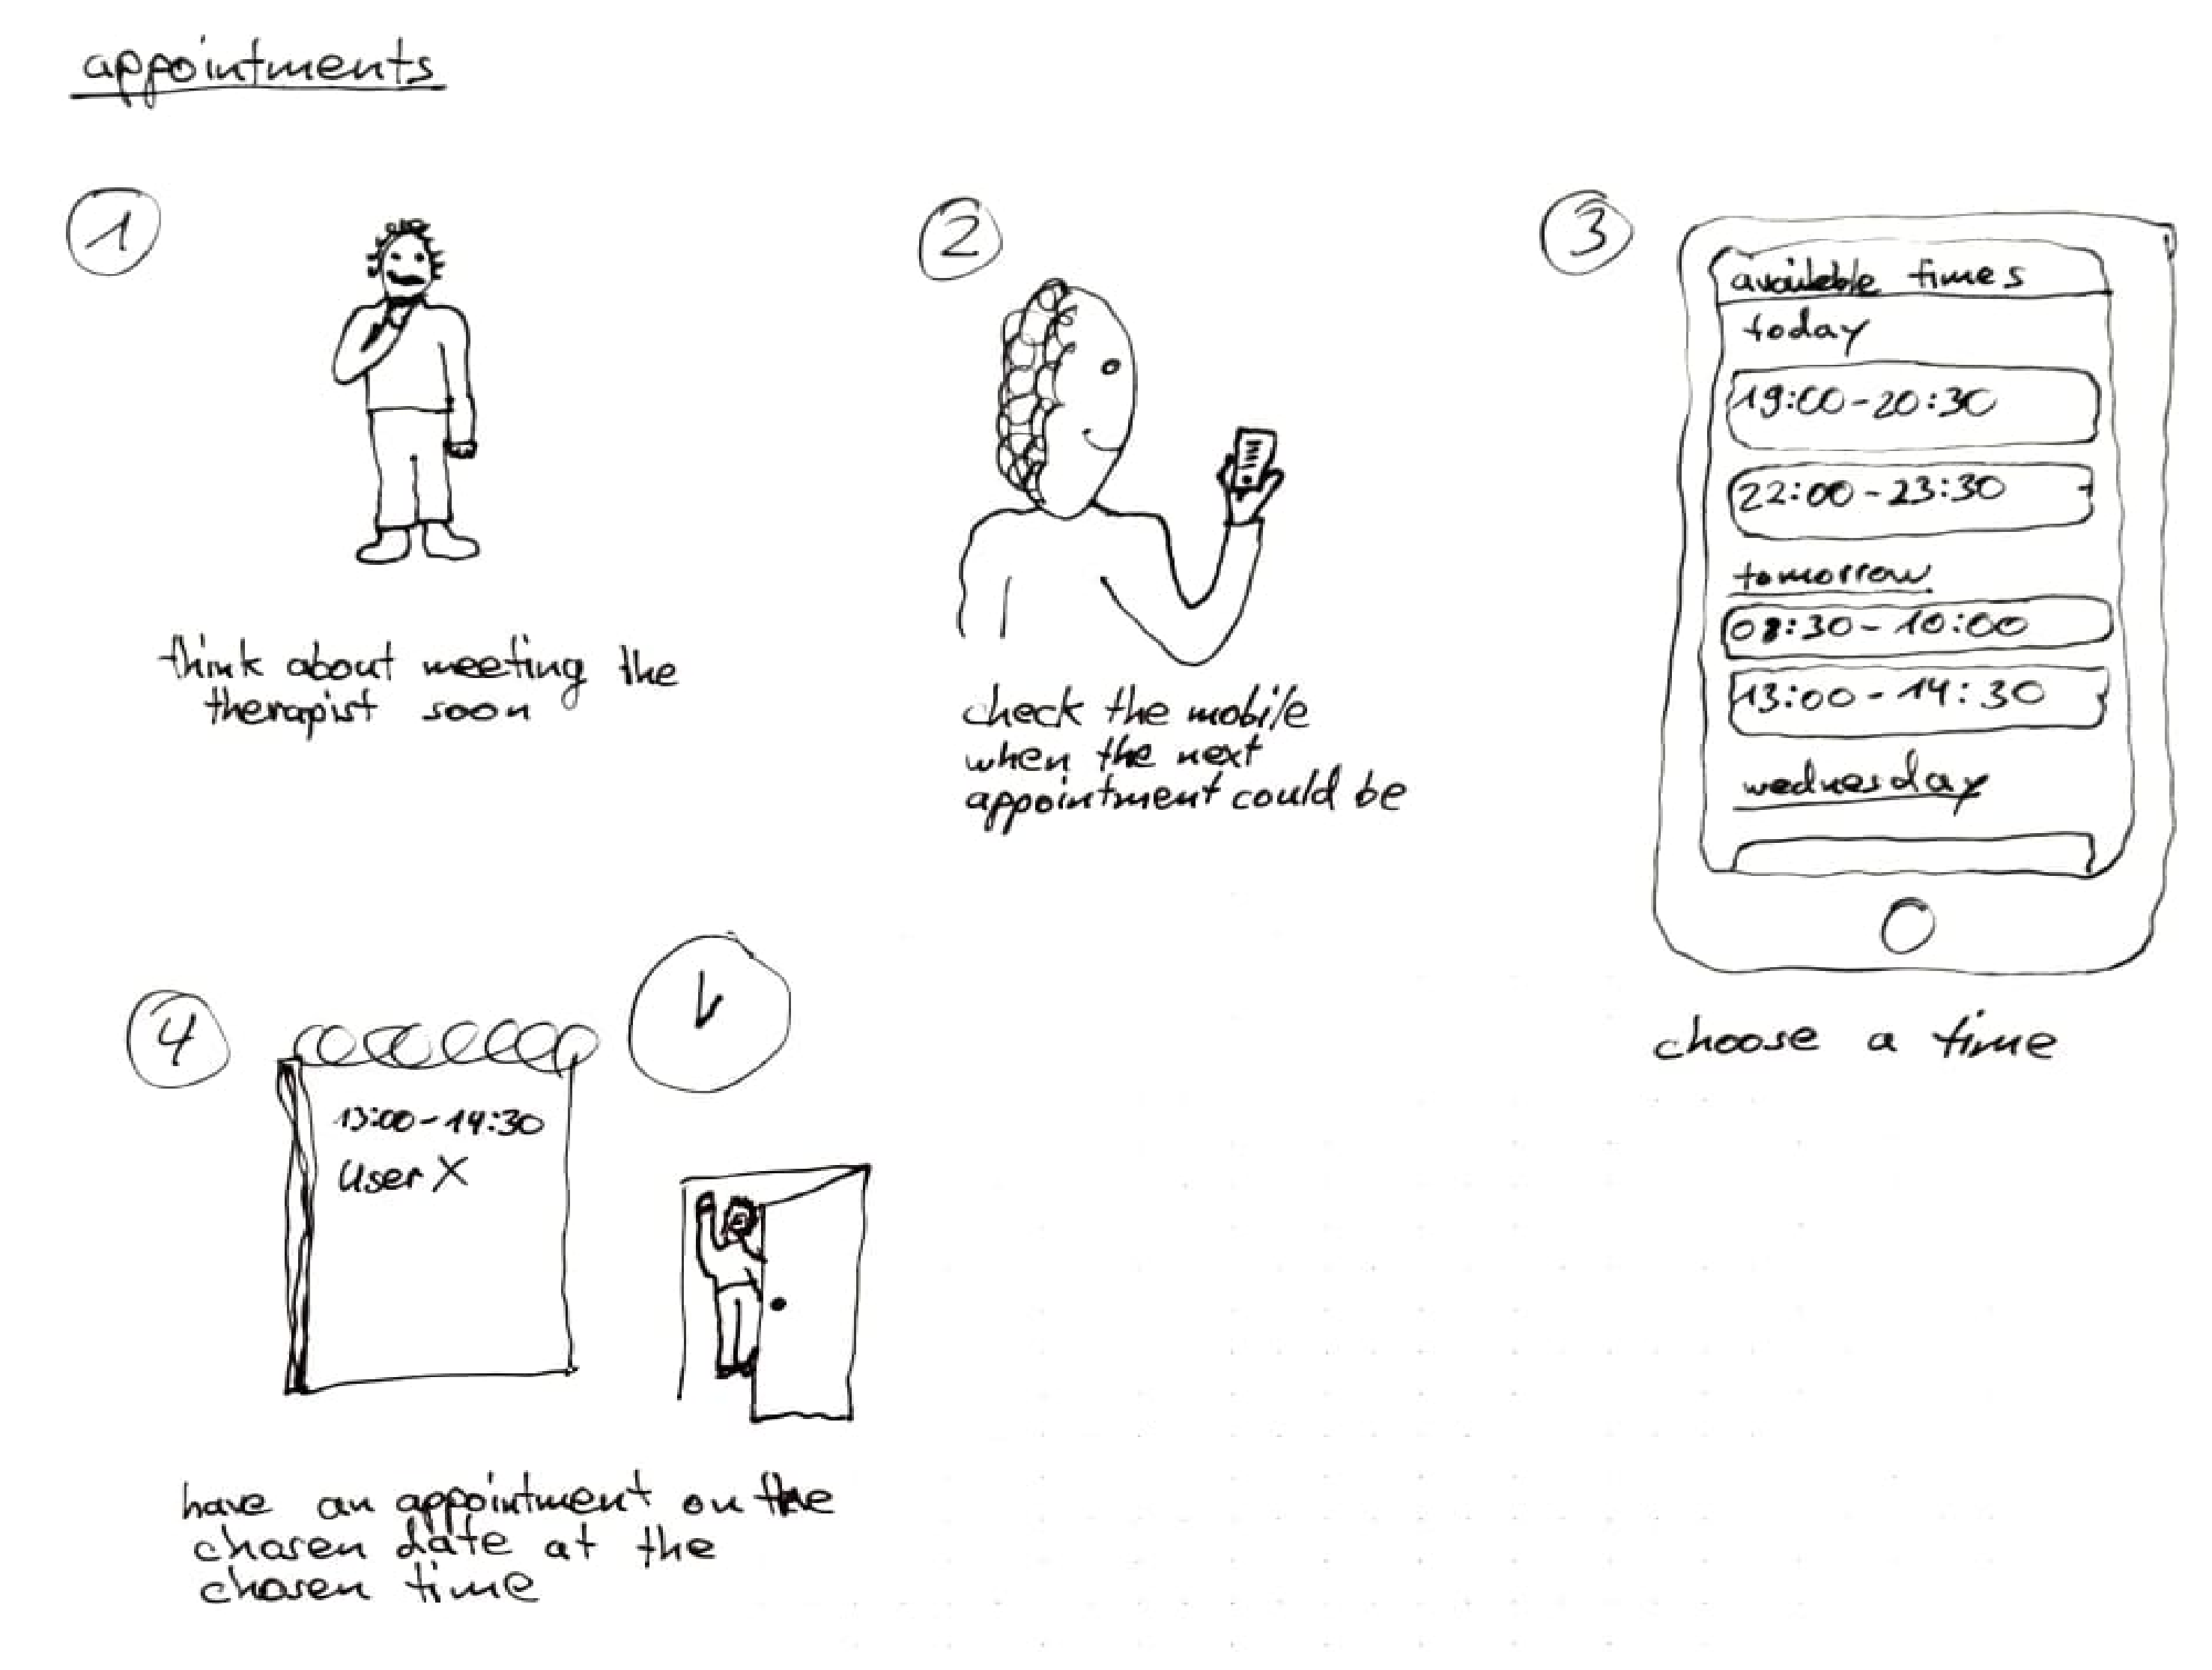 appointments
1
think about meeting the
therapist soon
2
check the mobile
when the next
appointment could be
3
available times
today
19:00-20:30
22:00-23:30
tomorrow
08:30-10:00
13:00-14:30
wednesday
choose a time
4
13:00-14:30
User X
have an appointment on the
chosen date at the
chosen time